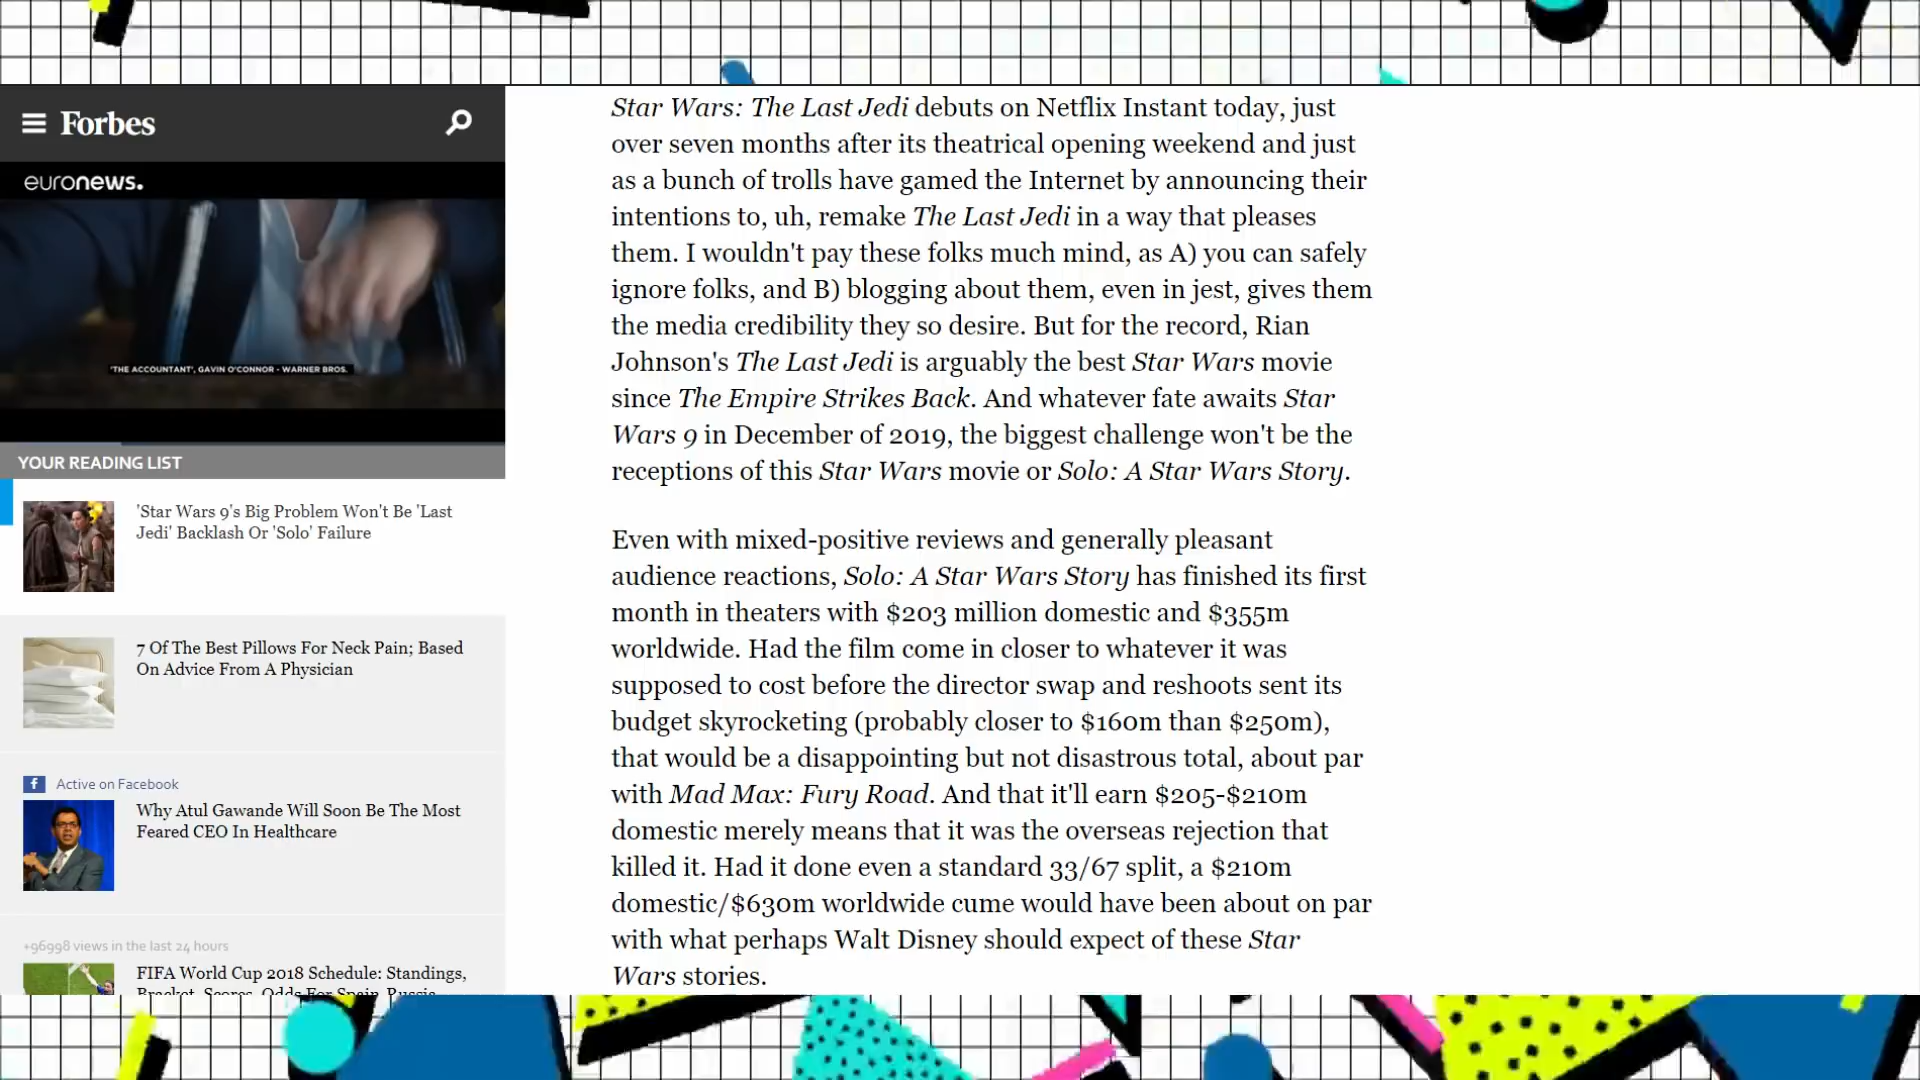 Forbes
euronews.
'THE ACCOUNTANT', GAVIN O'CONNOR - WARNER BROS.
YOUR READING LIST
'Star Wars 9's Big Problem Won't Be 'Last
Jedi' Backlash Or 'Solo' Failure
7 Of The Best Pillows For Neck Pain; Based
On Advice From A Physician
f Active on Facebook
Why Atul Gawande Will Soon Be The Most
Feared CEO In Healthcare
+96998 views in the last 24 hours
FIFA World Cup 2018 Schedule: Standings,
Bracket, Scores, Odds For Spain, Russia
Star Wars: The Last Jedi debuts on Netflix Instant today, just
over seven months after its theatrical opening weekend and just
as a bunch of trolls have gamed the Internet by announcing their
intentions to, uh, remake The Last Jedi in a way that pleases
them. I wouldn't pay these folks much mind, as A) you can safely
ignore folks, and B) blogging about them, even in jest, gives them
the media credibility they so desire. But for the record, Rian
Johnson's The Last Jedi is arguably the best Star Wars movie
since The Empire Strikes Back. And whatever fate awaits Star
Wars 9 in December of 2019, the biggest challenge won't be the
receptions of this Star Wars movie or Solo: A Star Wars Story.
Even with mixed-positive reviews and generally pleasant
audience reactions, Solo: A Star Wars Story has finished its first
month in theaters with $203 million domestic and $355m
worldwide. Had the film come in closer to whatever it was
supposed to cost before the director swap and reshoots sent its
budget skyrocketing (probably closer to $160m than $250m),
that would be a disappointing but not disastrous total, about par
with Mad Max: Fury Road. And that it'll earn $205-$210m
domestic merely means that it was the overseas rejection that
killed it. Had it done even a standard 33/67 split, a $210m
domestic/$630m worldwide cume would have been about on par
with what perhaps Walt Disney should expect of these Star
Wars stories.